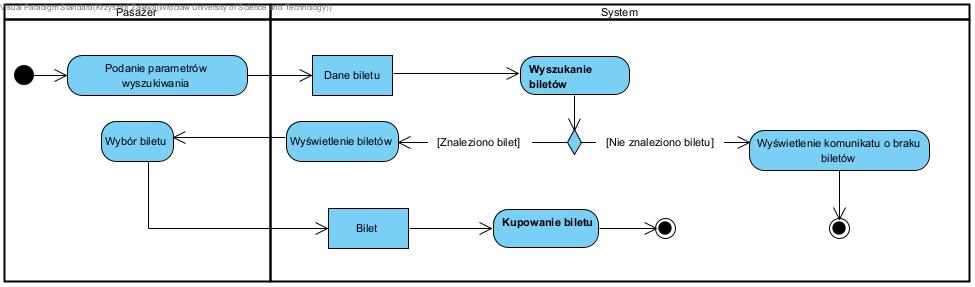 Visual Paradigm Standard(Krzysztof Zalewa(Wroclaw University of Science and Technology))
Pasażer
System
Podanie parametrów
wyszukiwania
Dane biletu
Wyszukanie
biletów
Wybór biletu
Wyświetlenie biletów
[Znaleziono bilet]
[Nie znaleziono biletu]
Wyświetlenie komunikatu o braku
biletów
Bilet
Kupowanie biletu